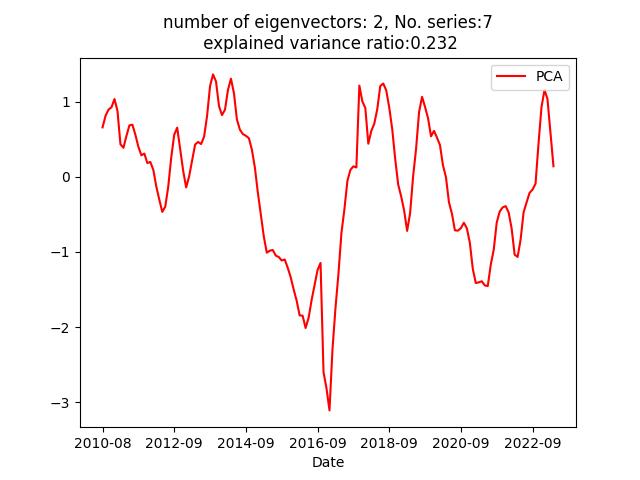 number of eigenvectors: 2, No. series:7
explained variance ratio:0.232
PCA
1
0
−1
−2
−3
2010-08 2012-09 2014-09 2016-09 2018-09 2020-09 2022-09
Date